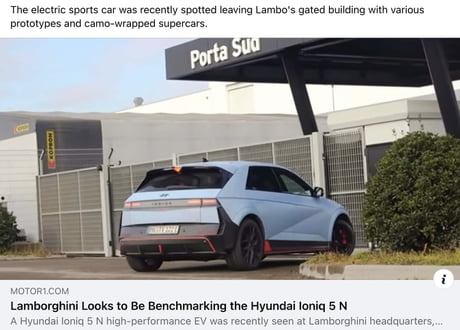 The electric sports car was recently spotted leaving Lambo's gated building with various
prototypes and camo-wrapped supercars.
Porta Sud
IONIQ 5
MOTOR1.COM
Lamborghini Looks to Be Benchmarking the Hyundai Ioniq 5 N
A Hyundai Ioniq 5 N high-performance EV was recently seen at Lamborghini headquarters,...